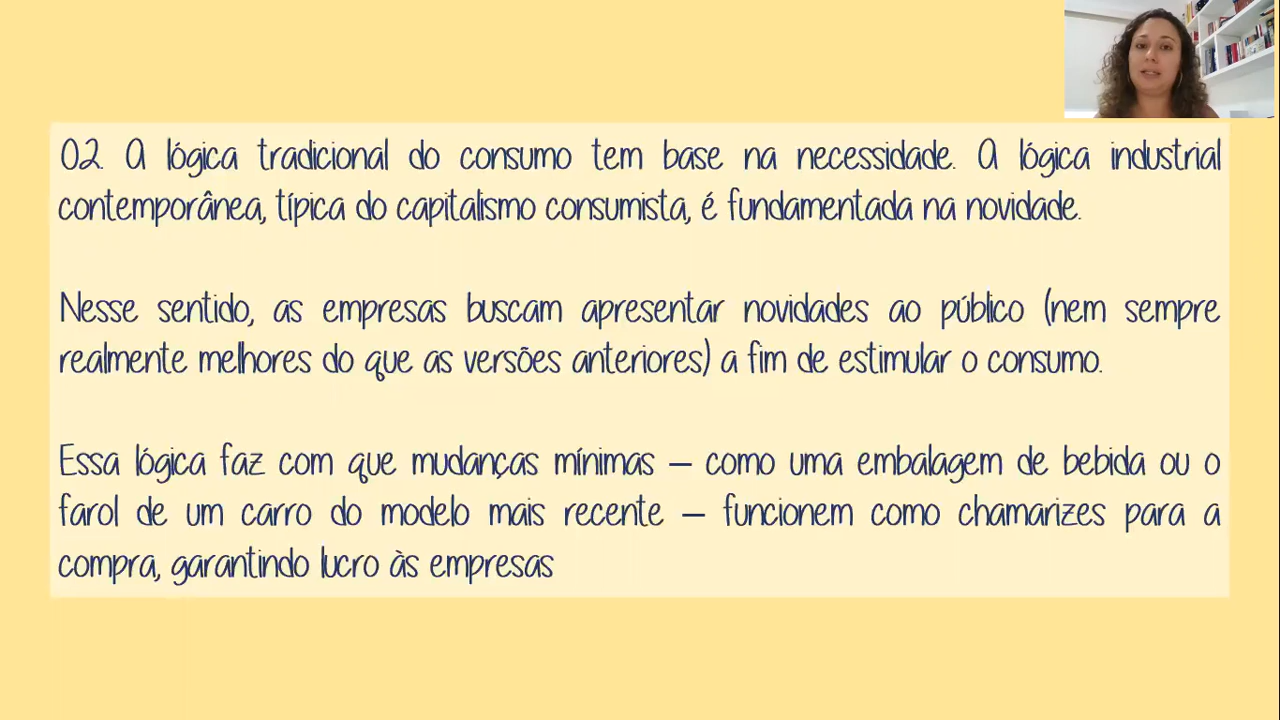 02. A lógica tradicional do consumo tem base na necessidade. A lógica industrial
contemporânea, típica do capitalismo consumista, é fundamentada na novidade.
Nesse sentido, as empresas buscam apresentar novidades ao público (nem sempre
realmente melhores do que as versões anteriores) a fim de estimular o consumo.
Essa lógica faz com que mudanças mínimas – como uma embalagem de bebida ou o
farol de um carro do modelo mais recente – funcionem como chamarizes para a
compra, garantindo lucro às empresas